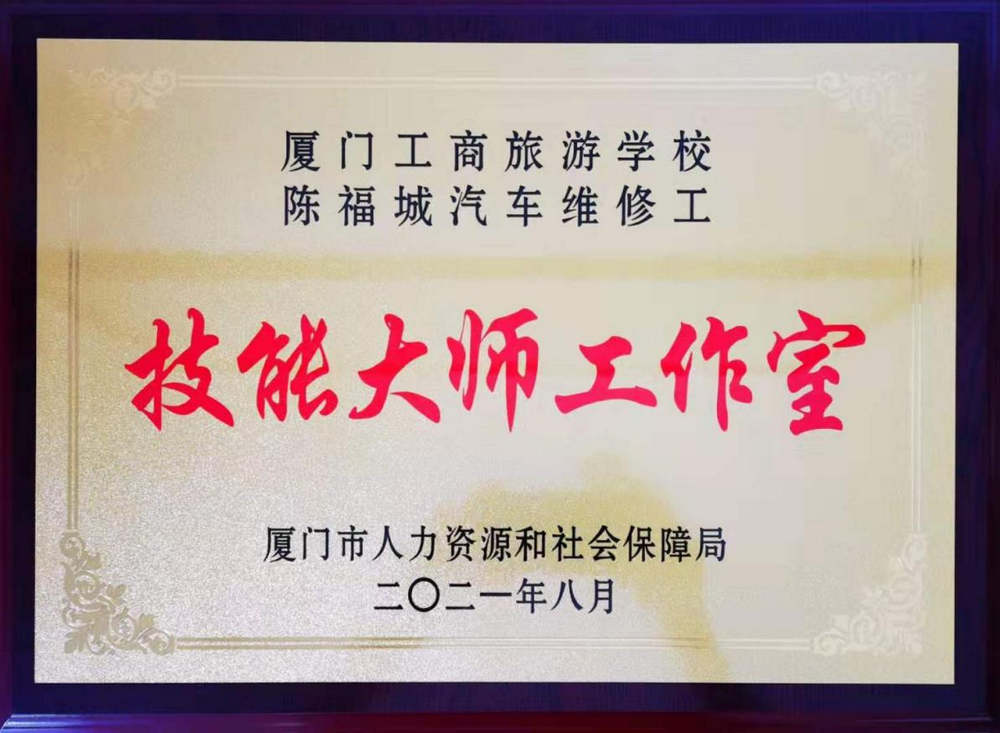 厦门工商旅游学校
陈福城汽车维修工
技能大师工作室
厦门市人力资源和社会保障局
二〇二一年八月